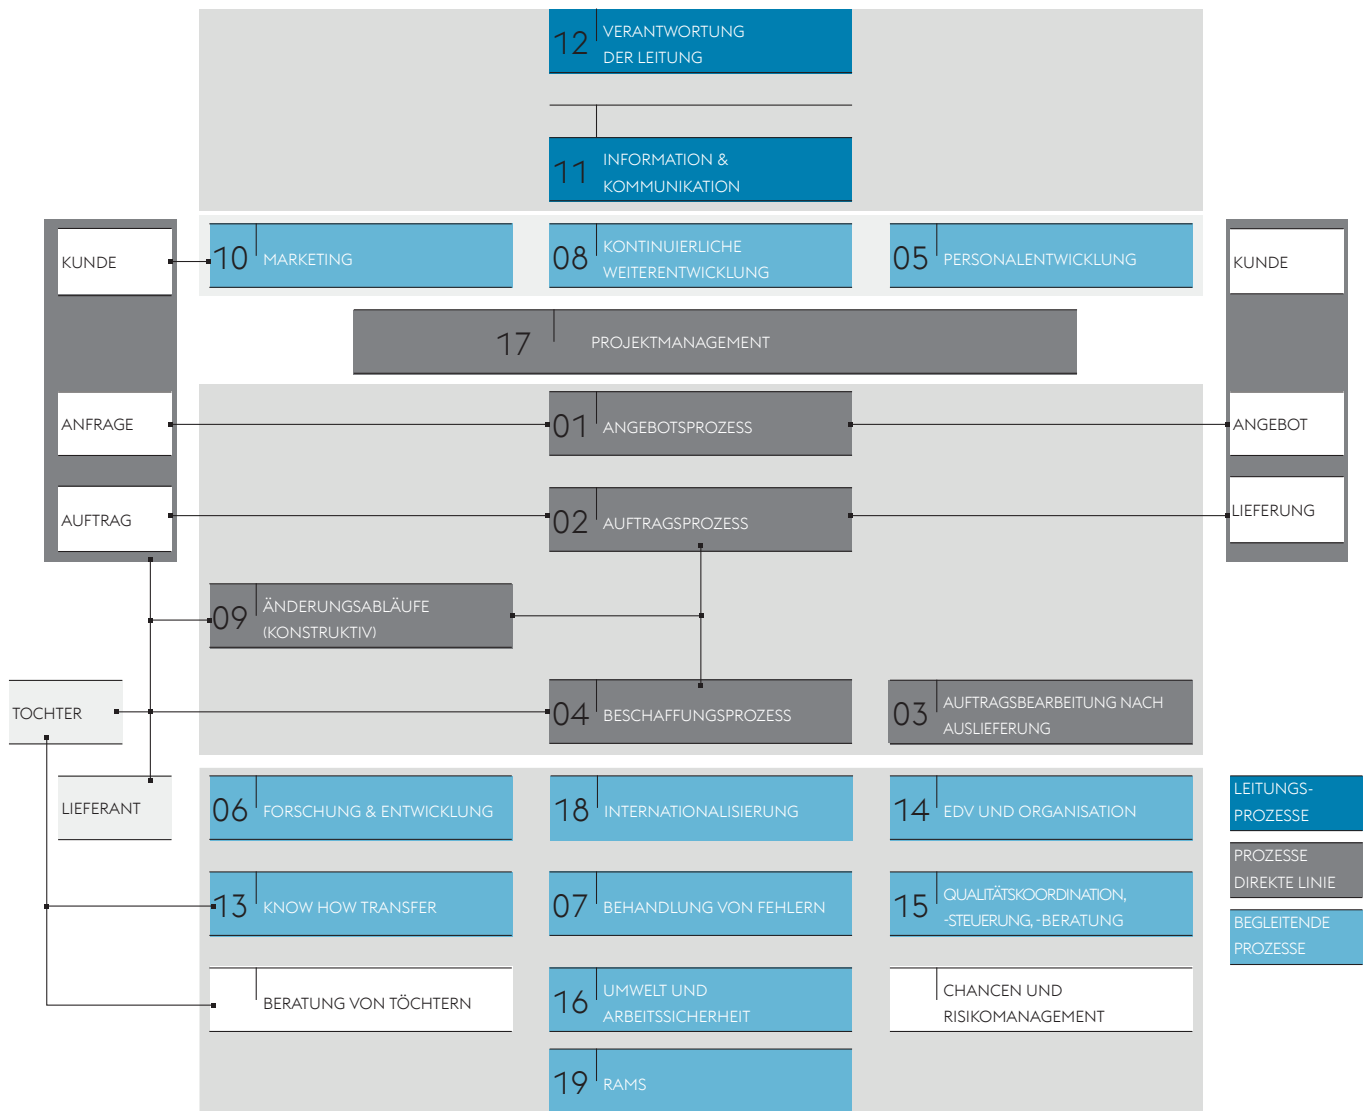 12
VERANTWORTUNG
DER LEITUNG
11
INFORMATION &
KOMMUNIKATION
KUNDE
10
MARKETING
08
KONTINUIERLICHE
WEITERENTWICKLUNG
05
PERSONALENTWICKLUNG
KUNDE
17
PROJEKTMANAGEMENT
ANFRAGE
01
ANGEBOTSPROZESS
ANGEBOT
AUFTRAG
02
AUFTRAGSPROZESS
LIEFERUNG
09
ÄNDERUNGSABLÄUFE
(KONSTRUKTIV)
TOCHTER
04
BESCHAFFUNGSPROZESS
03
AUFTRAGSBEARBEITUNG NACH
AUSLIEFERUNG
LIEFERANT
06
FORSCHUNG & ENTWICKLUNG
18
INTERNATIONALISIERUNG
14
EDV UND ORGANISATION
LEITUNGS-
PROZESSE
13
KNOW HOW TRANSFER
07
BEHANDLUNG VON FEHLERN
15
QUALITÄTSKOORDINATION,
-STEUERUNG, -BERATUNG
PROZESSE
DIREKTE LINIE
BEGLEITENDE
PROZESSE
BERATUNG VON TÖCHTERN
16
UMWELT UND
ARBEITSSICHERHEIT
CHANCEN UND
RISIKOMANAGEMENT
19
RAMS